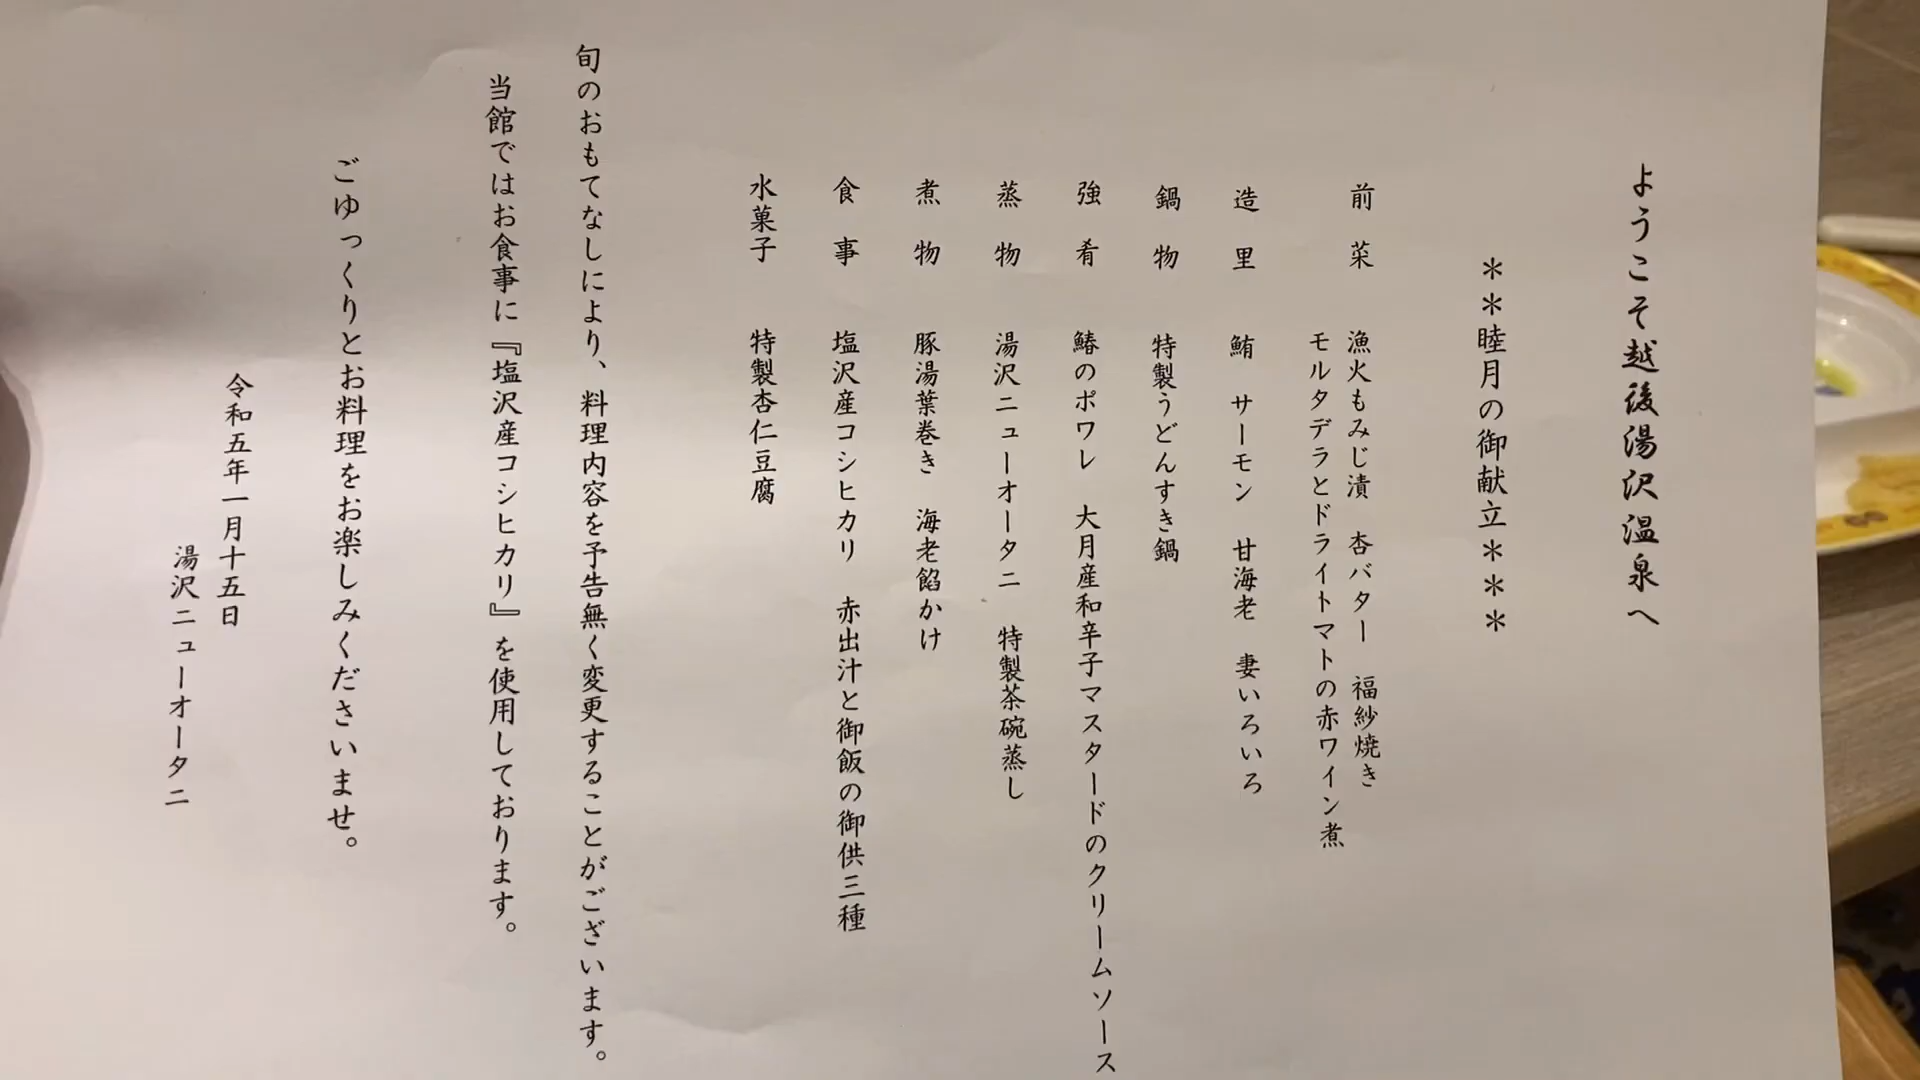 ようこそ越後湯沢温泉へ
＊＊睦月の御献立＊＊＊
前菜　漁火もみじ漬　杏バター　福紗焼き
モルタデラとドライトマトの赤ワイン煮
造里　鮪　サーモン　甘海老　妻いろいろ
鍋物　特製うどんすき鍋
強肴　鰆のポワレ　大月産和辛子マスタードのクリームソース
蒸物　湯沢ニューオータニ　特製茶碗蒸し
煮物　豚湯葉巻き　海老餡かけ
食事　塩沢産コシヒカリ　赤出汁と御飯の御供三種
水菓子　特製杏仁豆腐
旬のおもてなしにより、料理内容を予告無く変更することがございます。
当館ではお食事に『塩沢産コシヒカリ』を使用しております。
ごゆっくりとお料理をお楽しみくださいませ。
令和五年一月十五日
湯沢ニューオータニ